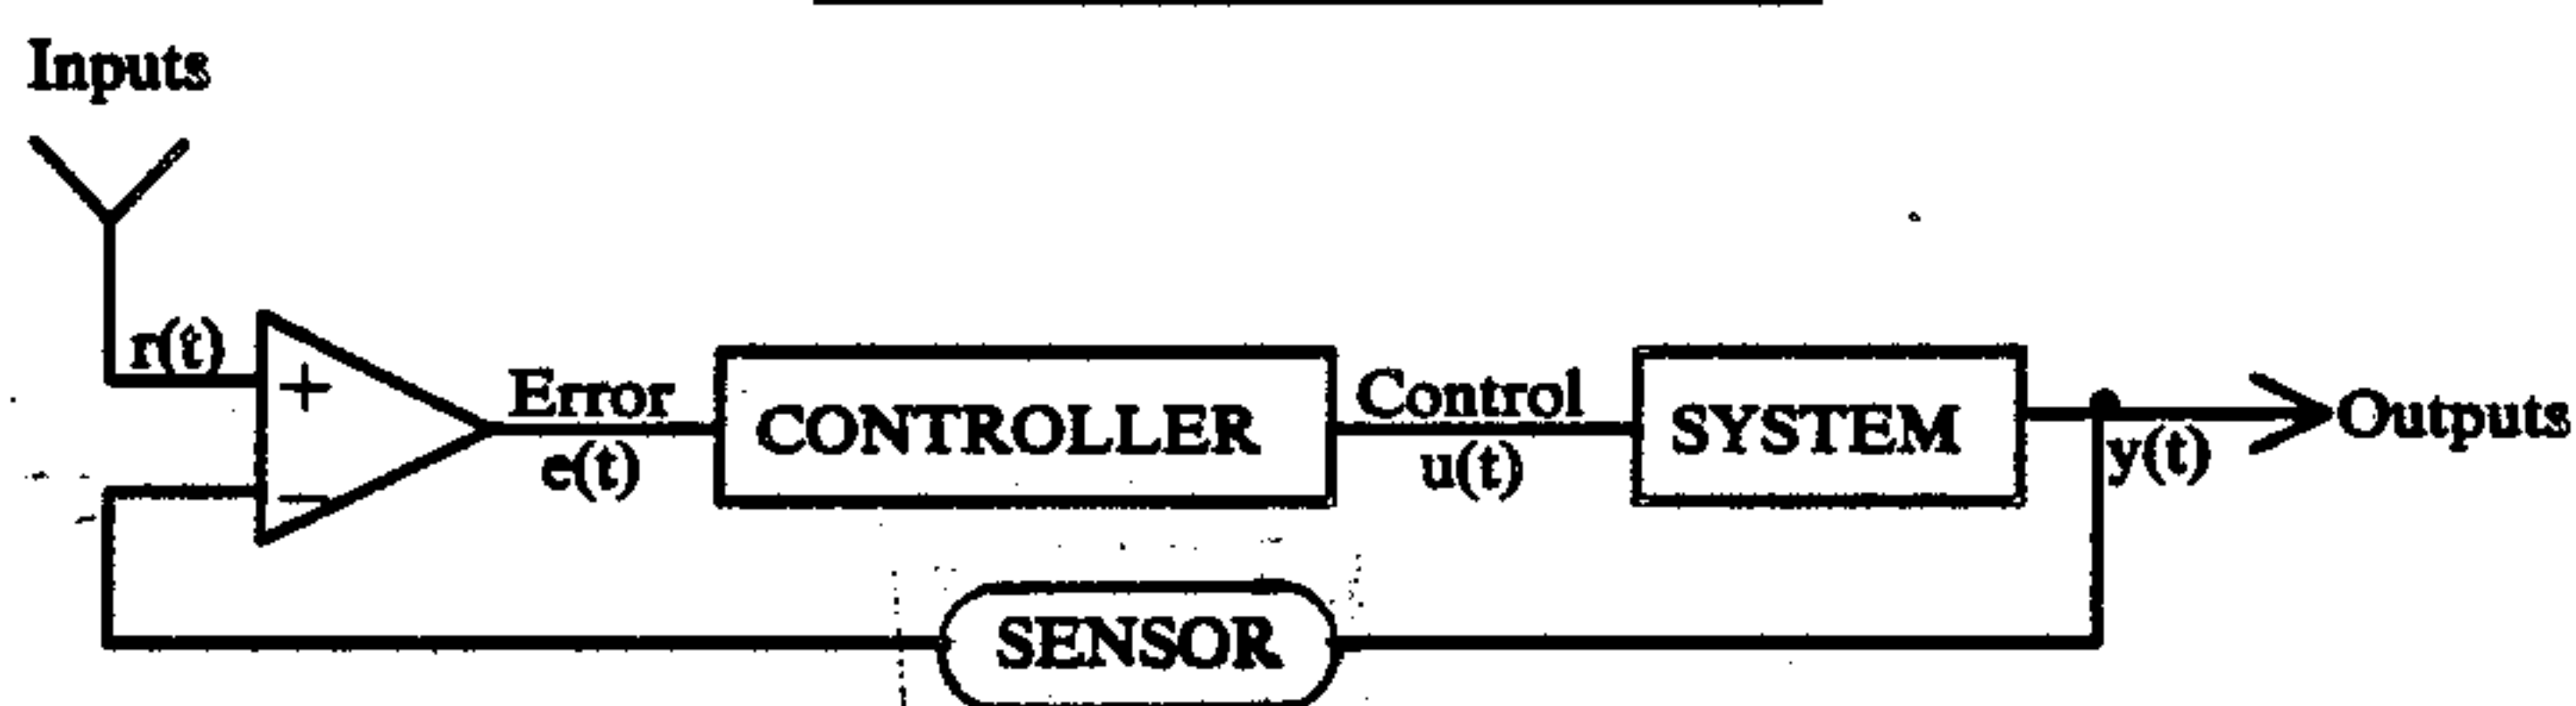 Inputs
r(t)
+
−
Error
e(t)
CONTROLLER
Control
u(t)
SYSTEM
y(t)
Outputs
SENSOR